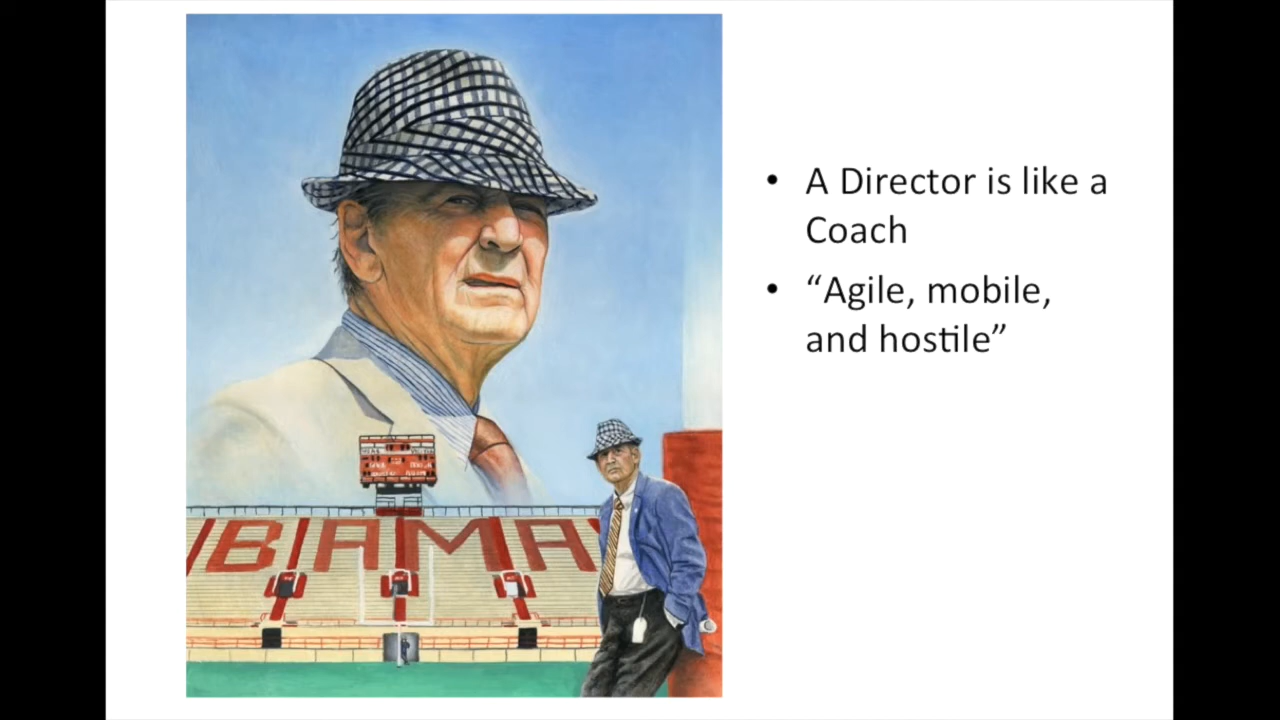 A Director is like a
Coach
“Agile, mobile,
and hostile”
BAMA